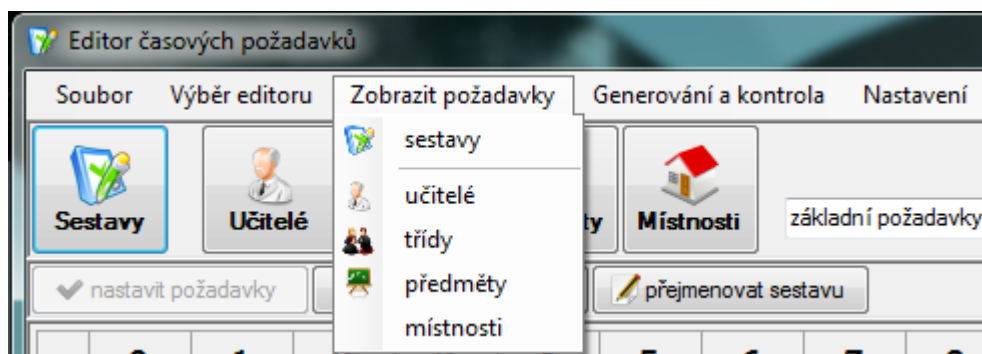 Editor časových požadavků
Soubor Výběr editoru Zobrazit požadavky Generování a kontrola Nastavení
sestavy
učitelé
třídy
předměty
místnosti
Sestavy Učitelé Místnosti základní požadavky
nastavit požadavky přejmenovat sestavu